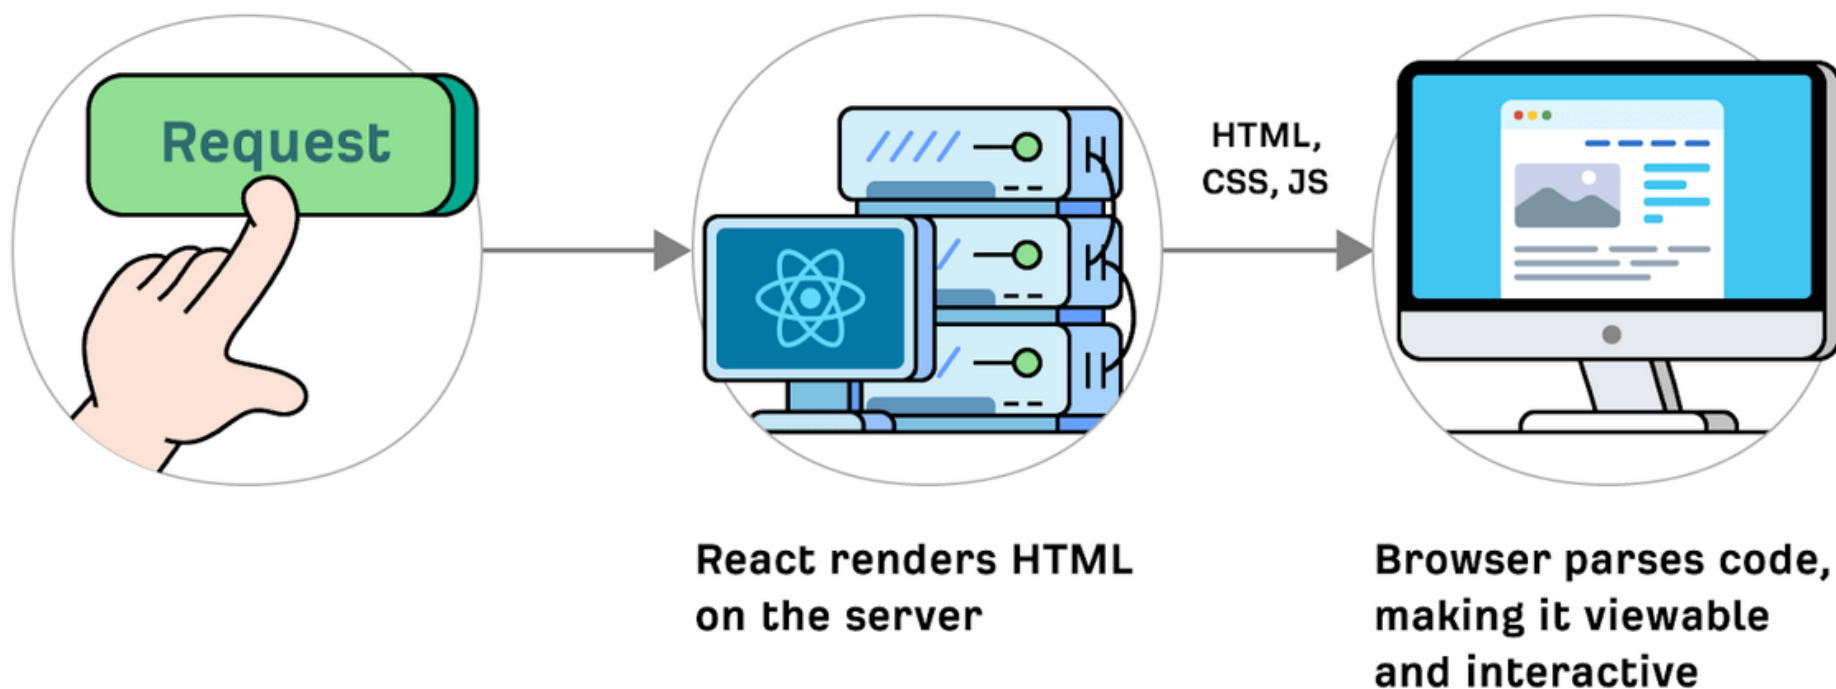 Request
HTML,
CSS, JS
React renders HTML
on the server
Browser parses code,
making it viewable
and interactive